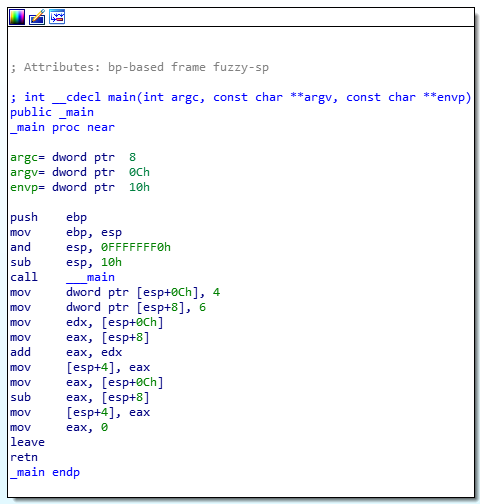 ; Attributes: bp-based frame fuzzy-sp
; int __cdecl main(int argc, const char **argv, const char **envp)
public _main
_main proc near
argc= dword ptr  8
argv= dword ptr  0Ch
envp= dword ptr  10h
push    ebp
mov     ebp, esp
and     esp, 0FFFFFFF0h
sub     esp, 10h
call    ___main
mov     dword ptr [esp+0Ch], 4
mov     dword ptr [esp+8], 6
mov     edx, [esp+0Ch]
mov     eax, [esp+8]
add     eax, edx
mov     [esp+4], eax
mov     eax, [esp+0Ch]
sub     eax, [esp+8]
mov     [esp+4], eax
mov     eax, 0
leave
retn
_main endp